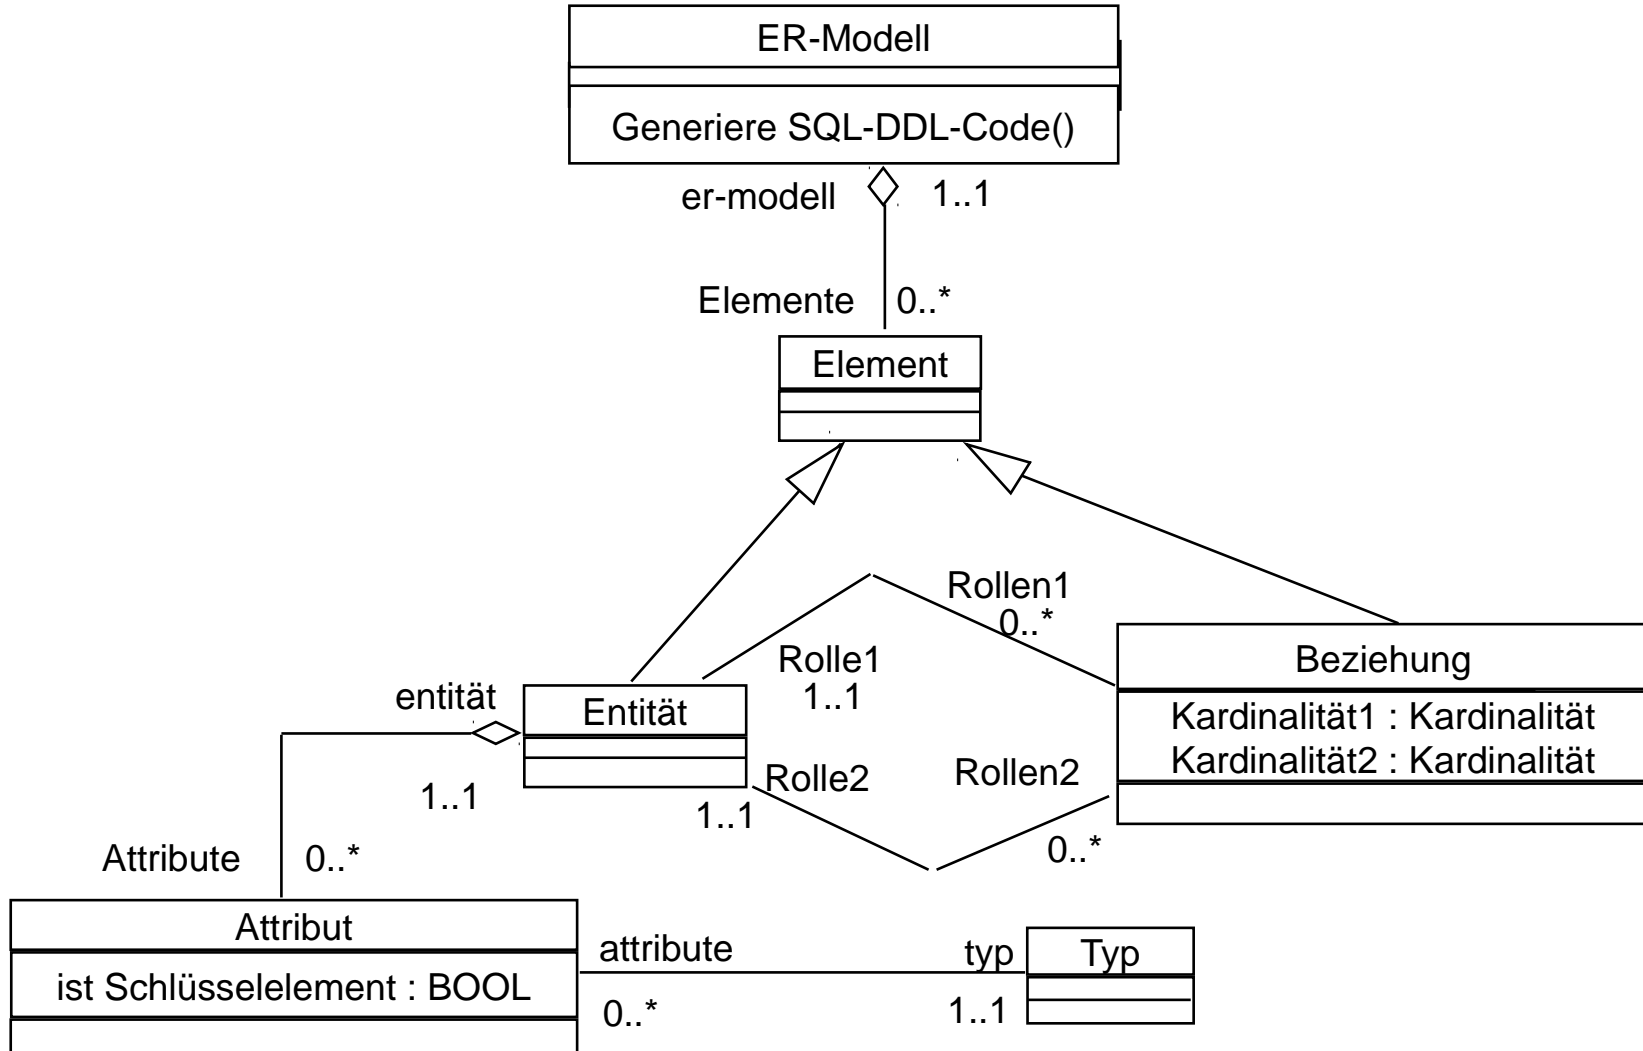 ER-Modell
Generiere SQL-DDL-Code()
er-modell 1..1
Elemente 0..*
Element
Rollen1
0..*
Rolle1
1..1
Beziehung
Kardinalität1 : Kardinalität
Kardinalität2 : Kardinalität
entität
Entität
1..1
Rolle2
1..1
Rollen2
0..*
Attribute 0..*
Attribut
ist Schlüsselelement : BOOL
attribute
0..*
typ
1..1
Typ